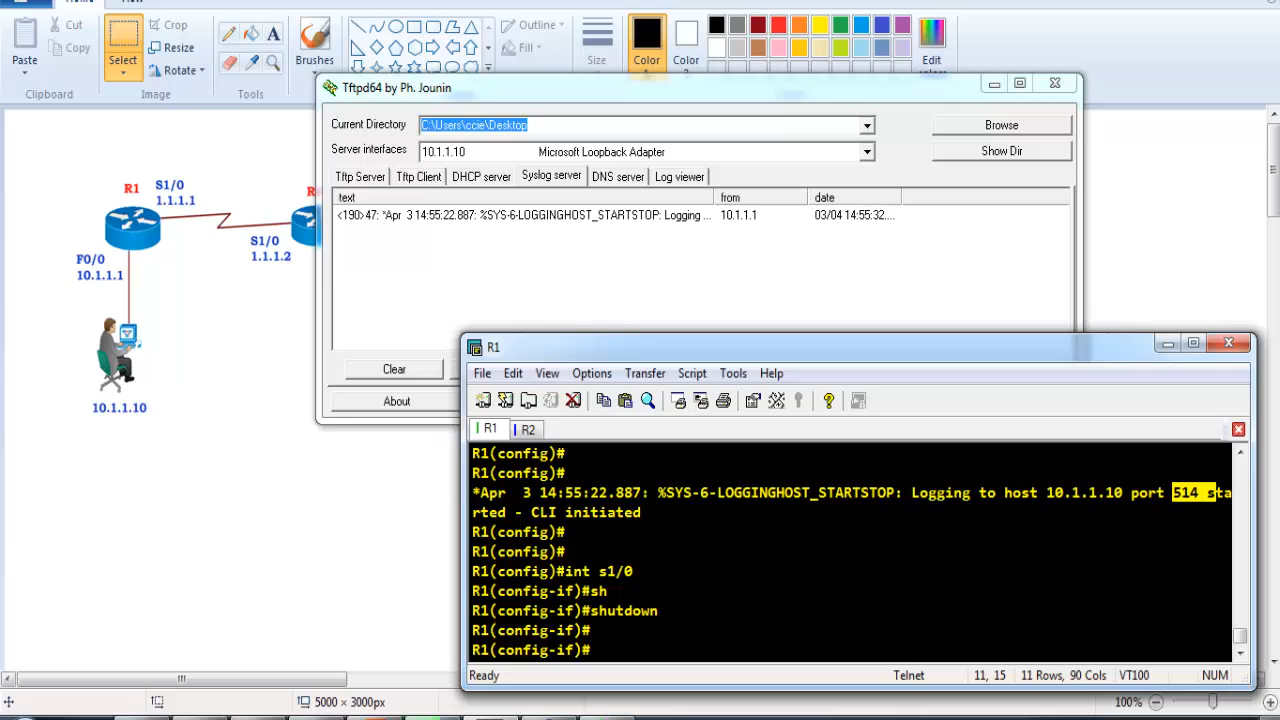 Home
View
Paste
Cut
Copy
Clipboard
Select
Crop
Resize
Rotate
Image
A
Tools
Brushes
Outline
Fill
Size
Color
Color
2
Edit
Tftpd64 by Ph. Jounin
Current Directory
C:\Users\ccie\Desktop
Browse
Server interfaces
10.1.1.10 Microsoft Loopback Adapter
Show Dir
Tftp Server Tftp Client DHCP server Syslog server DNS server Log viewer
text from date
<190>47: *Apr 3 14:55:22.887: %SYS-6-LOGGINGHOST_STARTSTOP: Logging ... 10.1.1.1 03/04 14:55:32....
Clear
About
R1
S1/0
1.1.1.1
R
S1/0
1.1.1.2
F0/0
10.1.1.1
10.1.1.10
R1
File Edit View Options Transfer Script Tools Help
R1 R2
R1(config)#
R1(config)#
*Apr 3 14:55:22.887: %SYS-6-LOGGINGHOST_STARTSTOP: Logging to host 10.1.1.10 port 514 sta
rted - CLI initiated
R1(config)#
R1(config)#
R1(config)#int s1/0
R1(config-if)#sh
R1(config-if)#shutdown
R1(config-if)#
R1(config-if)#
Ready Telnet 11, 15 11 Rows, 90 Cols VT100 NUM
5000 × 3000px 100%